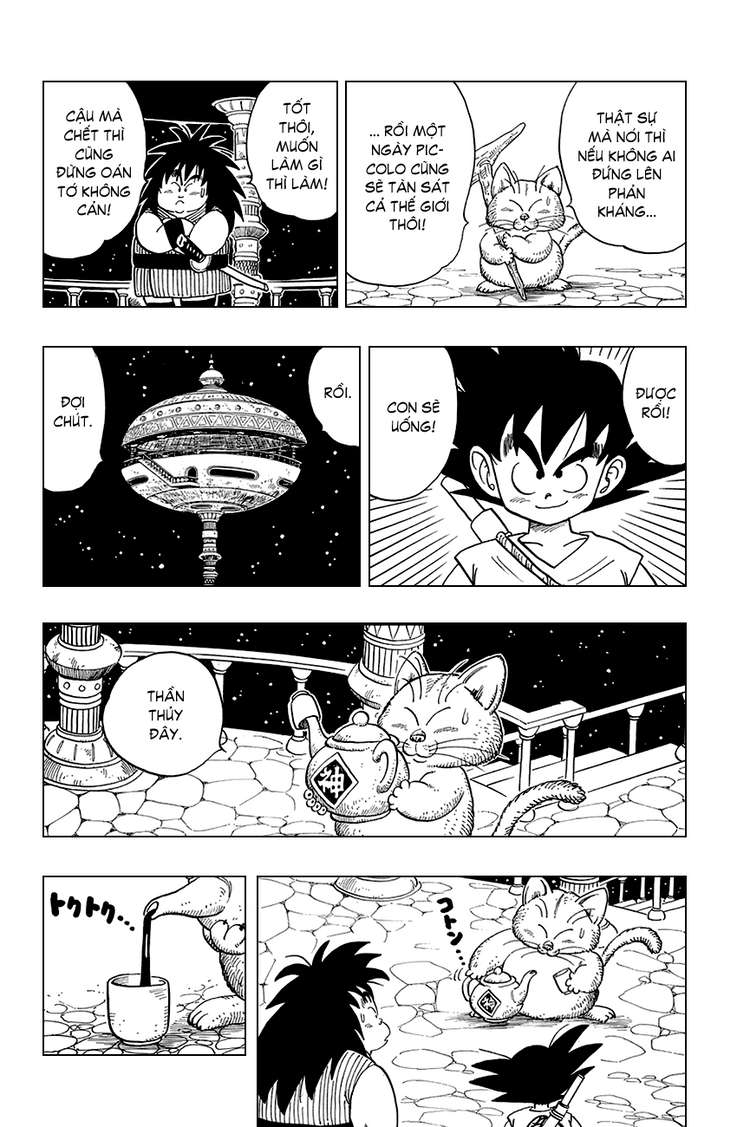 THẬT SỰ
MÀ NÓI THÌ
NẾU KHÔNG AI
ĐỨNG LÊN
PHẢN
KHÁNG...
... RỒI MỘT
NGÀY PIC-
COLO CŨNG
SẼ TÀN SÁT
CẢ THẾ GIỚI
THÔI!
TỐT
THÔI,
MUỐN
LÀM GÌ
THÌ LÀM!
CẬU MÀ
CHẾT THÌ
CŨNG
ĐỪNG OÁN
TỚ KHÔNG
CẢN!
ĐƯỢC
RỒI!
CON SẼ
UỐNG!
RỒI.
ĐỢI
CHÚT.
THẦN
THỦY
ĐÂY.
神
コトン…
神
トクトク…